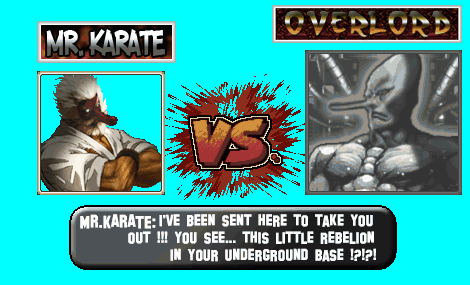 OVERLORD
MR. KARATE
VS.
MR.KARATE: I'VE BEEN SENT HERE TO TAKE YOU
OUT !!! YOU SEE... THIS LITTLE REBELION
IN YOUR UNDERGROUND BASE !?!?!